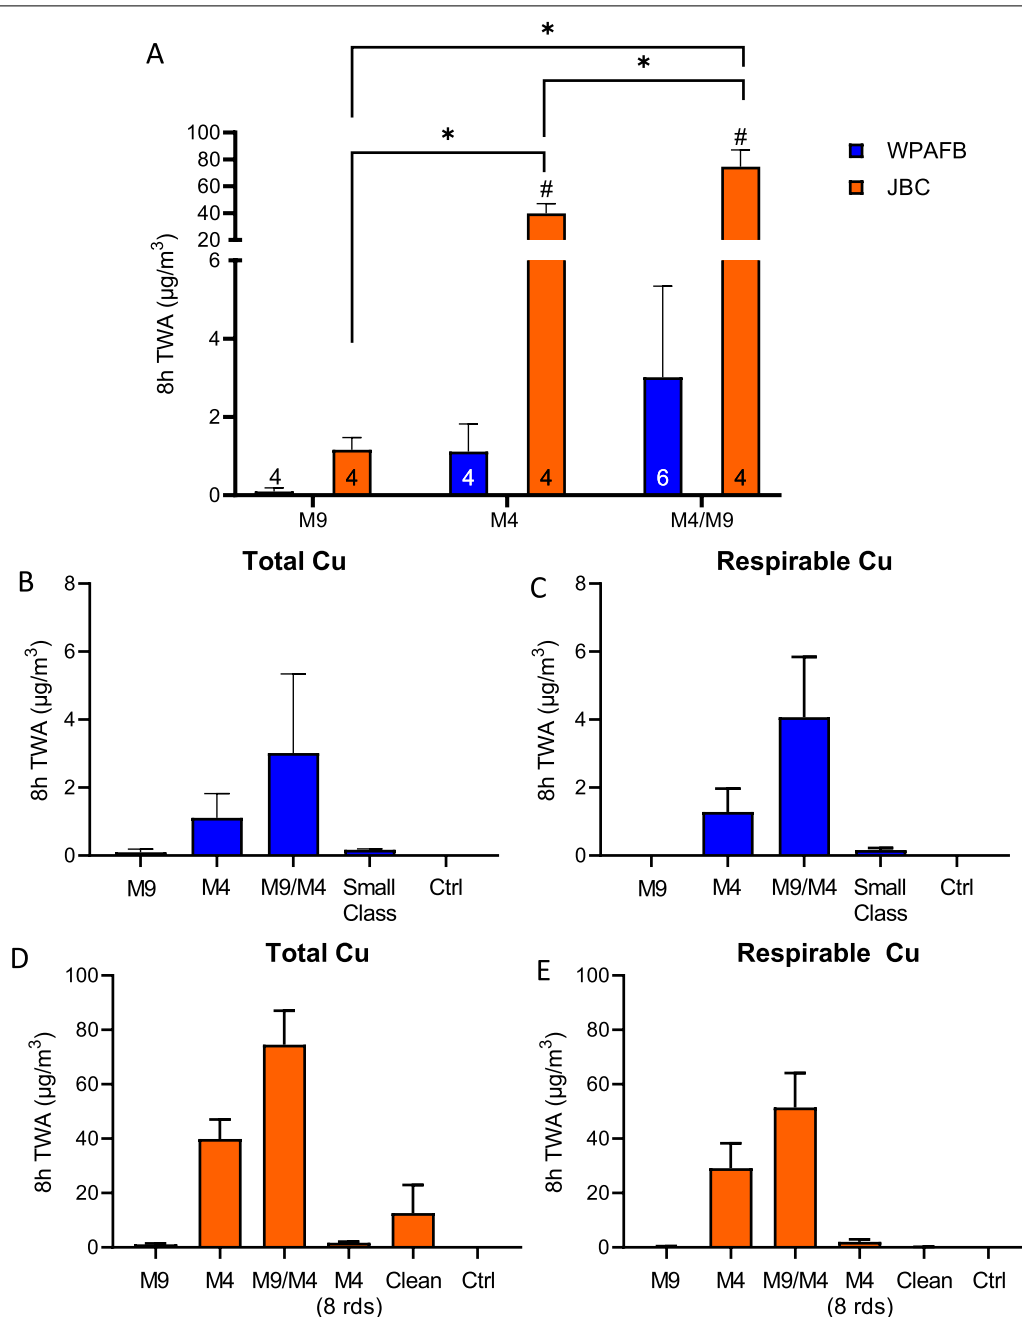 A
*
*
*
#
#
WPAFB
JBC
8h TWA (µg/m³)
100
80
60
40
20
6
4
2
0
4
4
4
4
6
4
M9
M4
M4/M9
B
Total Cu
8h TWA (µg/m³)
8
6
4
2
0
M9
M4
M9/M4
Small
Class
Ctrl
C
Respirable Cu
8h TWA (µg/m³)
8
6
4
2
0
M9
M4
M9/M4
Small
Class
Ctrl
D
Total Cu
8h TWA (µg/m³)
100
80
60
40
20
0
M9
M4
M9/M4
M4
(8 rds)
Clean
Ctrl
E
Respirable Cu
8h TWA (µg/m³)
100
80
60
40
20
0
M9
M4
M9/M4
M4
(8 rds)
Clean
Ctrl